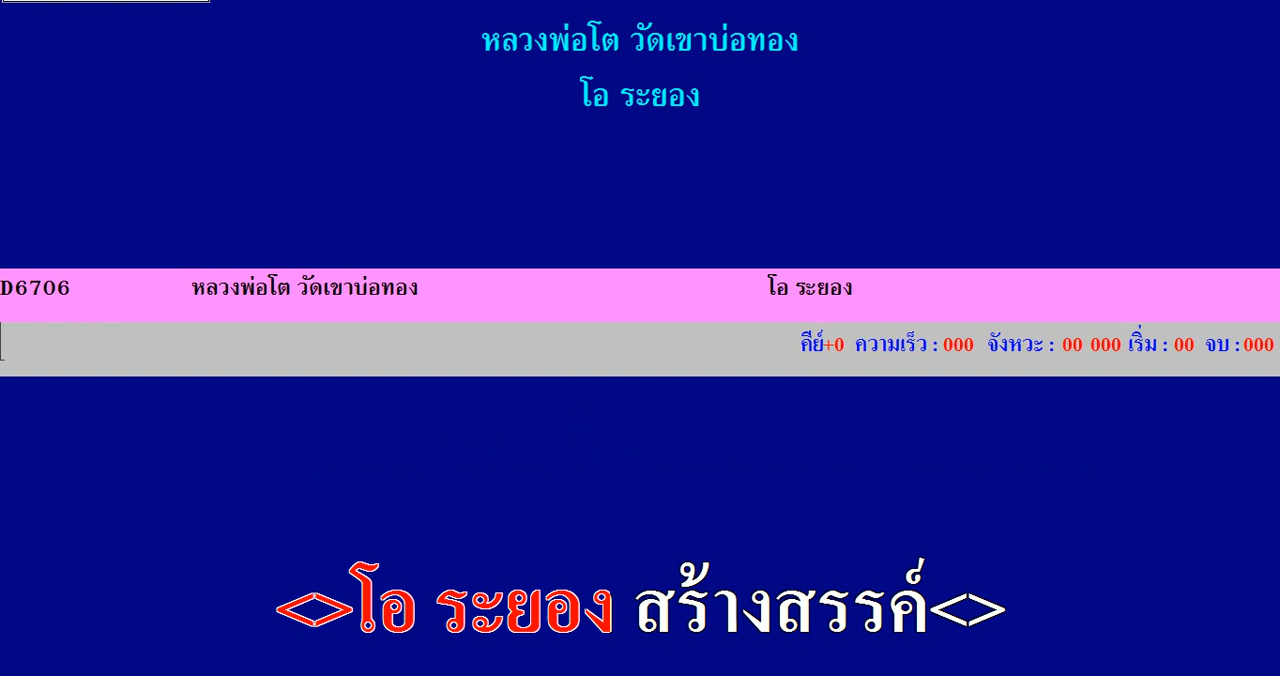 หลวงพ่อโต วัดเขาบ่อทอง
โอ ระยอง
D6706 หลวงพ่อโต วัดเขาบ่อทอง โอ ระยอง
คีย์+0 ความเร็ว : 000 จังหวะ : 00 000 เริ่ม : 00 จบ :000
<>โอ ระยอง สร้างสรรค์<>